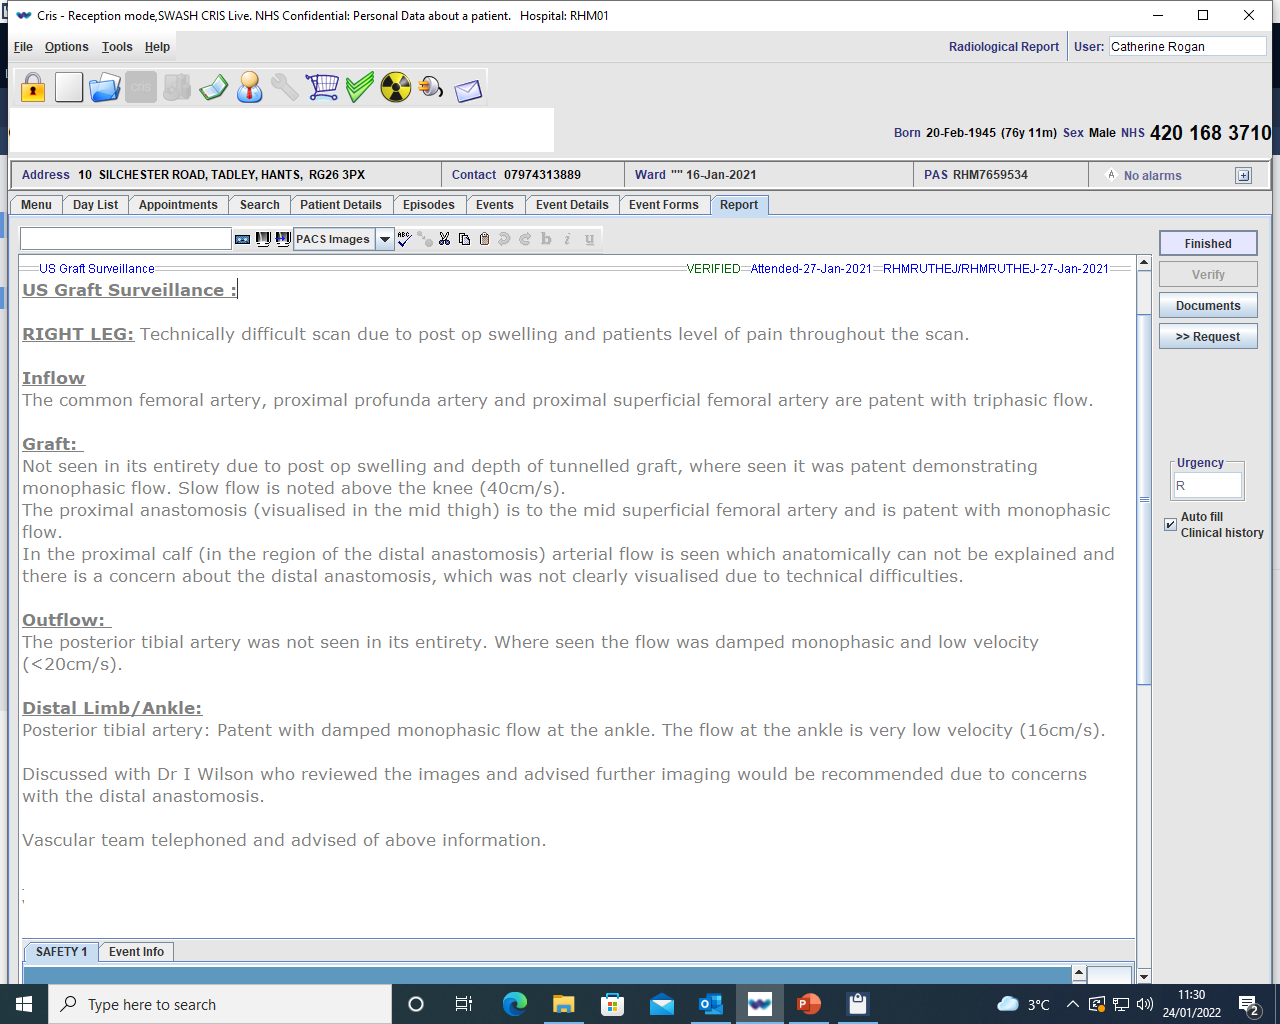 Cris - Reception mode,SWASH CRIS Live. NHS Confidential: Personal Data about a patient.   Hospital: RHM01
File Options Tools Help
Radiological Report User: Catherine Rogan
Born 20-Feb-1945 (76y 11m) Sex Male NHS 420 168 3710
Address 10 SILCHESTER ROAD, TADLEY, HANTS, RG26 3PX Contact 07974313889 Ward "" 16-Jan-2021 PAS RHM7659534 A No alarms
Menu Day List Appointments Search Patient Details Episodes Events Event Details Event Forms Report
PACS Images ABC b i u
Finished
Verify
Documents
>> Request
Urgency
R
Auto fill
Clinical history
US Graft Surveillance VERIFIED Attended-27-Jan-2021 RHMRUTHEJ/RHMRUTHEJ-27-Jan-2021
US Graft Surveillance :
RIGHT LEG: Technically difficult scan due to post op swelling and patients level of pain throughout the scan.
Inflow
The common femoral artery, proximal profunda artery and proximal superficial femoral artery are patent with triphasic flow.
Graft:
Not seen in its entirety due to post op swelling and depth of tunnelled graft, where seen it was patent demonstrating
monophasic flow. Slow flow is noted above the knee (40cm/s).
The proximal anastomosis (visualised in the mid thigh) is to the mid superficial femoral artery and is patent with monophasic
flow.
In the proximal calf (in the region of the distal anastomosis) arterial flow is seen which anatomically can not be explained and
there is a concern about the distal anastomosis, which was not clearly visualised due to technical difficulties.
Outflow:
The posterior tibial artery was not seen in its entirety. Where seen the flow was damped monophasic and low velocity
(<20cm/s).
Distal Limb/Ankle:
Posterior tibial artery: Patent with damped monophasic flow at the ankle. The flow at the ankle is very low velocity (16cm/s).
Discussed with Dr I Wilson who reviewed the images and advised further imaging would be recommended due to concerns
with the distal anastomosis.
Vascular team telephoned and advised of above information.
SAFETY 1 Event Info
Type here to search
3°C
11:30
24/01/2022
2